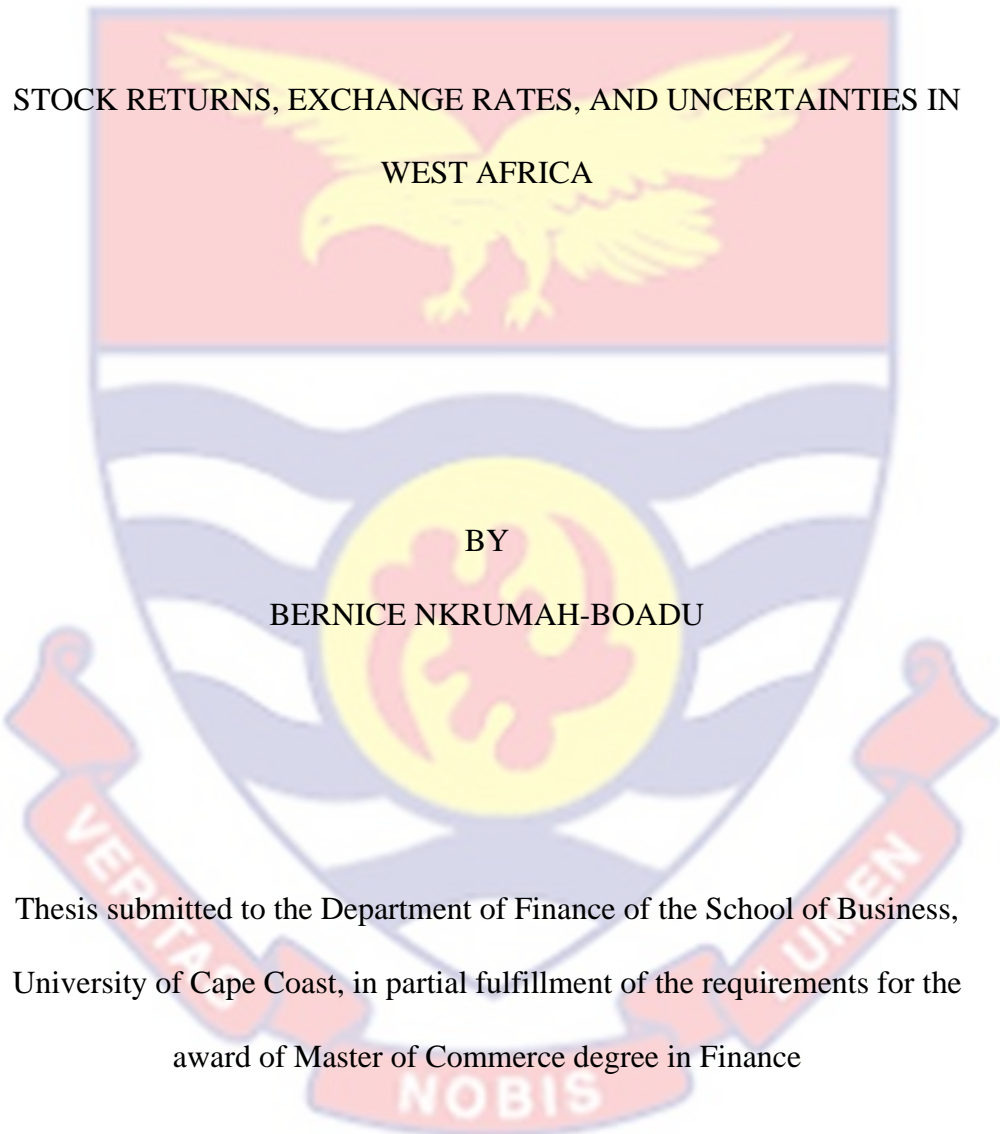 STOCK RETURNS, EXCHANGE RATES, AND UNCERTAINTIES IN
WEST AFRICA
BY
BERNICE NKRUMAH-BOADU
Thesis submitted to the Department of Finance of the School of Business,
University of Cape Coast, in partial fulfillment of the requirements for the
award of Master of Commerce degree in Finance
VERITAS
NOBIS
LUMEN